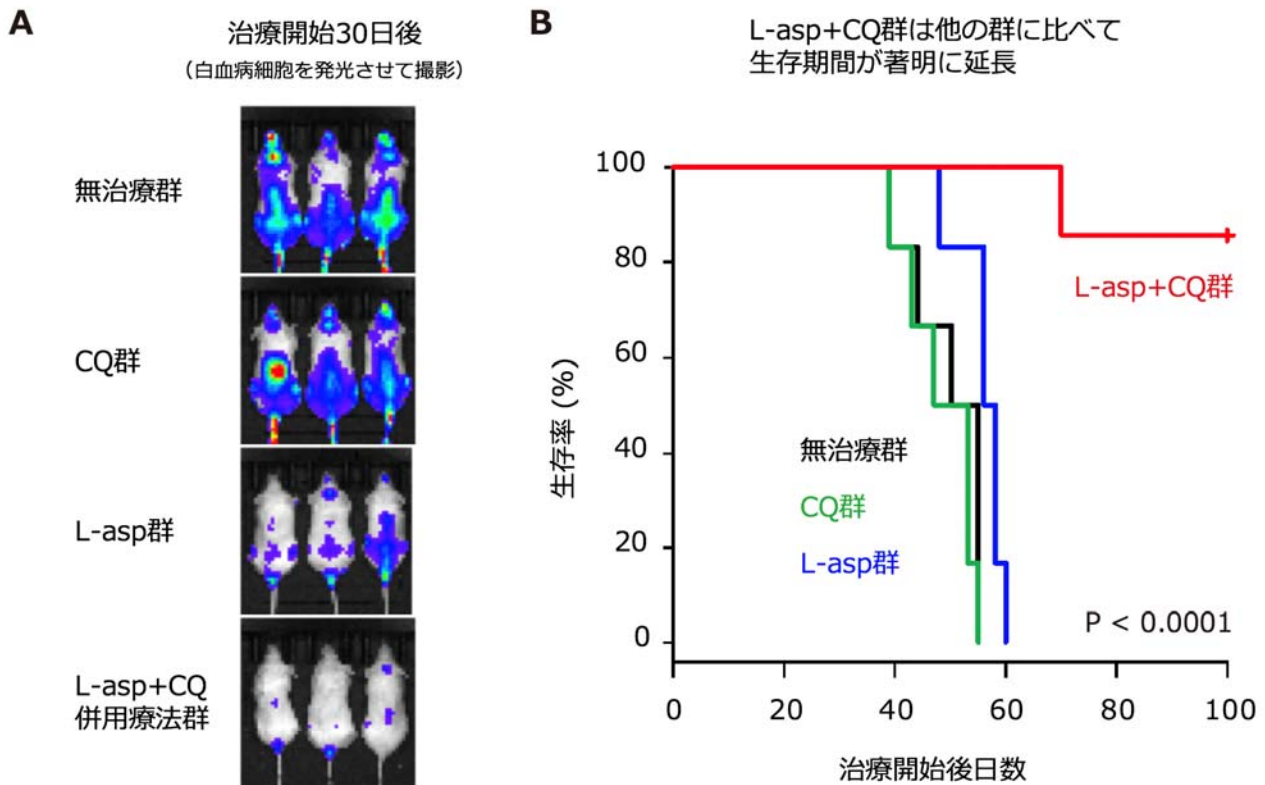 A
治療開始30日後
（白血病細胞を発光させて撮影）
無治療群
CQ群
L-asp群
L-asp+CQ
併用療法群
B
L-asp+CQ群は他の群に比べて
生存期間が著明に延長
生存率 (%)
100
80
60
40
20
0
L-asp+CQ群
無治療群
CQ群
L-asp群
P < 0.0001
0 20 40 60 80 100
治療開始後日数